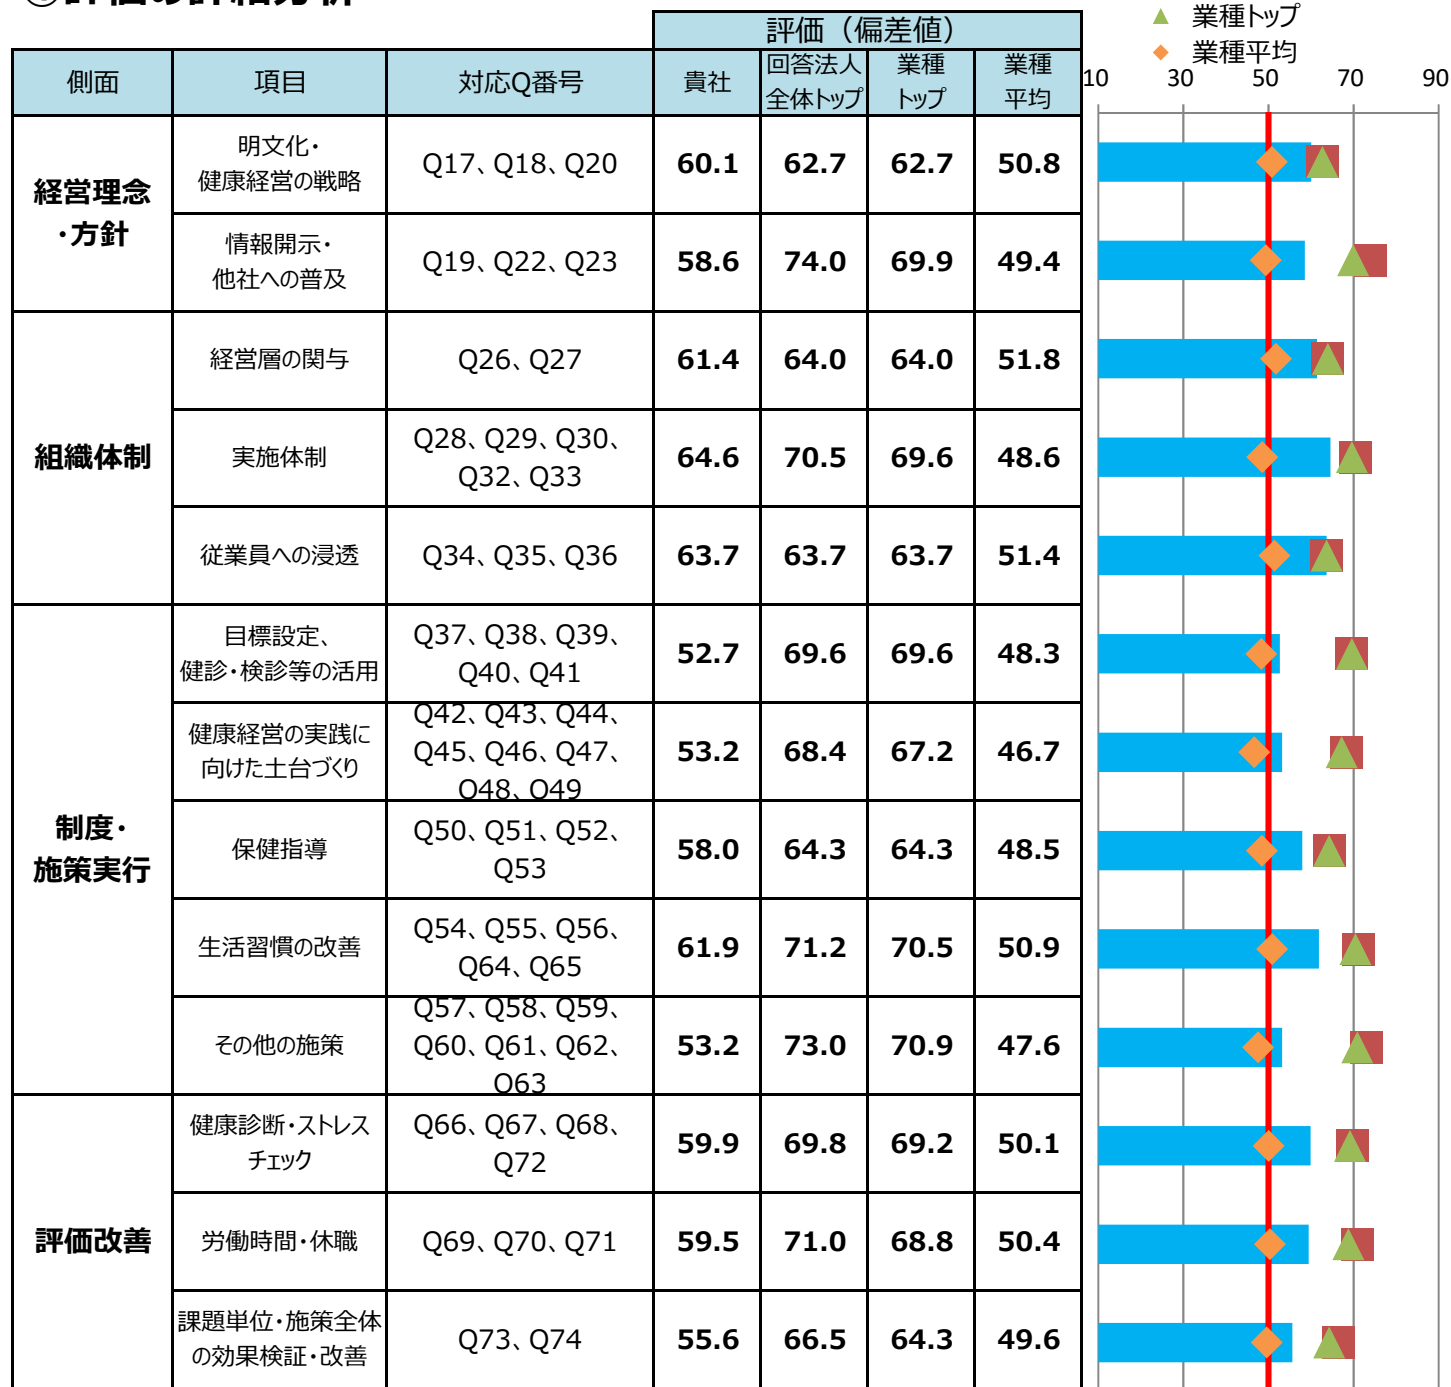 業種トップ
評価（偏差値）
業種平均
側面 項目 対応Q番号 貴社 回答法人 業種 業種
全体トップ トップ 平均
10 30 50 70 90
明文化・
健康経営の戦略
Q17、Q18、Q20 60.1 62.7 62.7 50.8
経営理念
・方針
情報開示・
他社への普及
Q19、Q22、Q23 58.6 74.0 69.9 49.4
経営層の関与 Q26、Q27 61.4 64.0 64.0 51.8
組織体制
実施体制
Q28、Q29、Q30、
Q32、Q33
64.6 70.5 69.6 48.6
従業員への浸透 Q34、Q35、Q36 63.7 63.7 63.7 51.4
目標設定、
健診・検診等の活用
Q37、Q38、Q39、
Q40、Q41
52.7 69.6 69.6 48.3
健康経営の実践に
向けた土台づくり
Q42、Q43、Q44、
Q45、Q46、Q47、
Q48、Q49
53.2 68.4 67.2 46.7
制度・
施策実行
保健指導
Q50、Q51、Q52、
Q53
58.0 64.3 64.3 48.5
生活習慣の改善
Q54、Q55、Q56、
Q64、Q65
61.9 71.2 70.5 50.9
その他の施策
Q57、Q58、Q59、
Q60、Q61、Q62、
Q63
53.2 73.0 70.9 47.6
健康診断・ストレス
チェック
Q66、Q67、Q68、
Q72
59.9 69.8 69.2 50.1
評価改善
労働時間・休職 Q69、Q70、Q71 59.5 71.0 68.8 50.4
課題単位・施策全体
の効果検証・改善
Q73、Q74 55.6 66.5 64.3 49.6